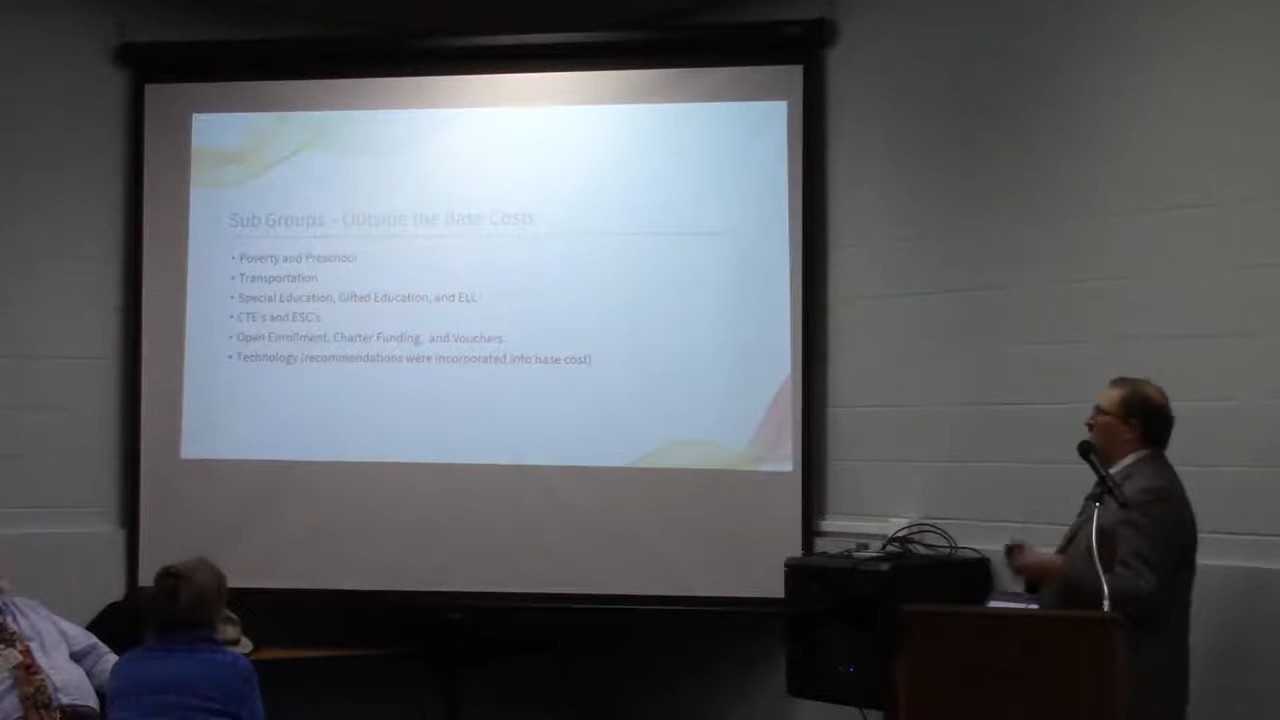 Sub Groups - Outside the Base Costs
• Poverty and Preschool
• Transportation
• Special Education, Gifted Education, and ELL
• CTE's and ESC's
• Open Enrollment, Charter Funding, and Vouchers
• Technology (recommendations were incorporated into base cost)